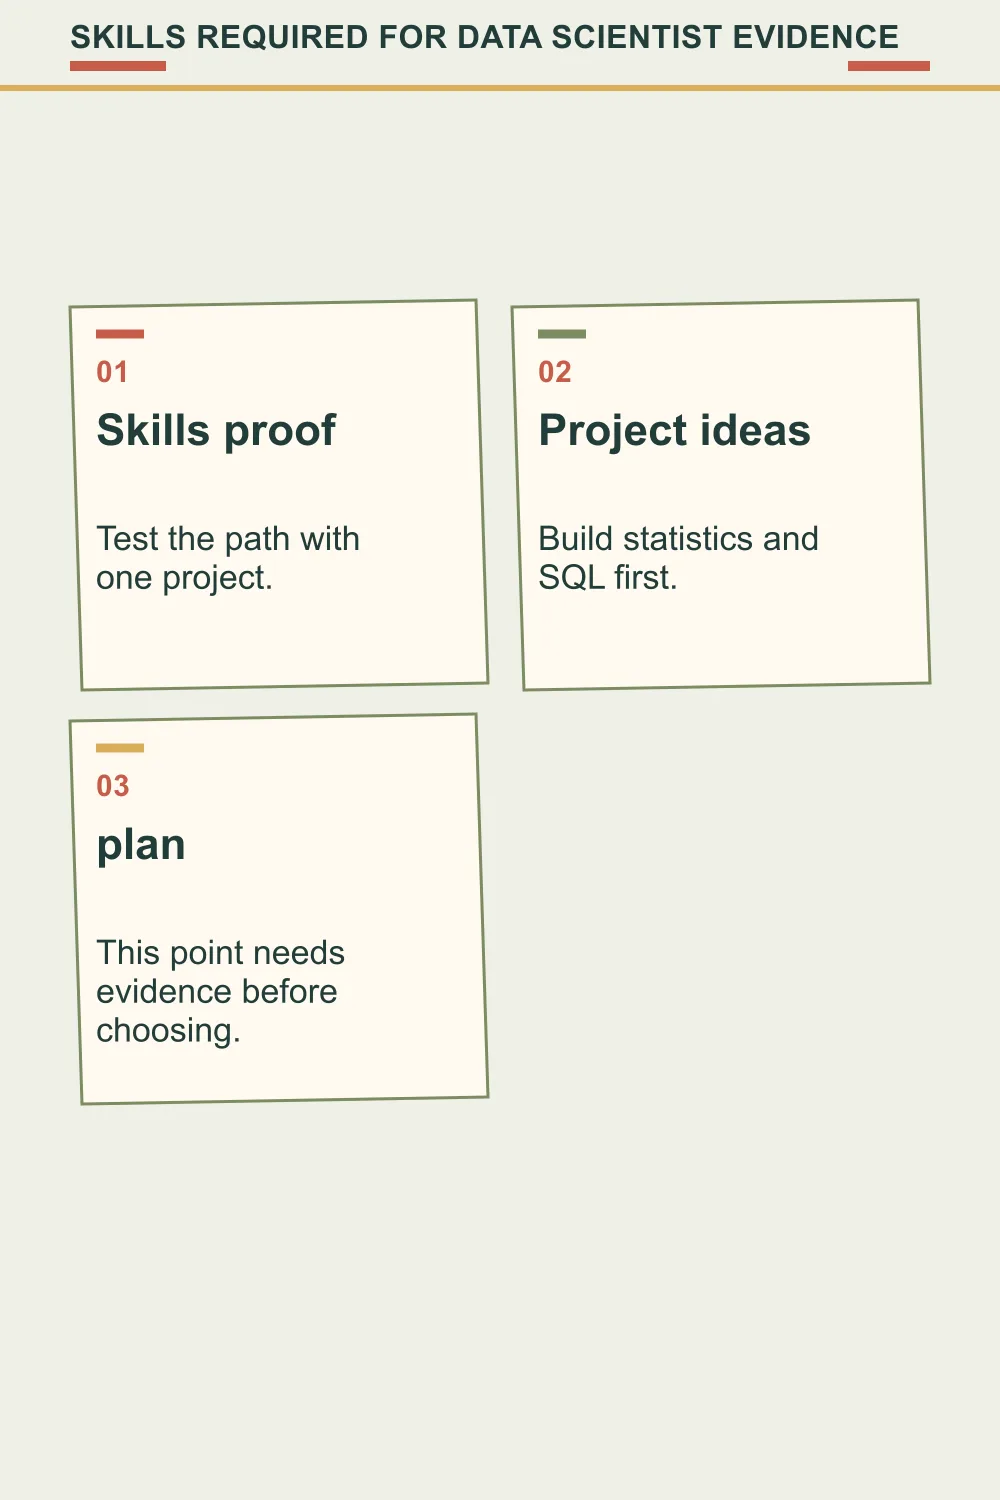 SKILLS REQUIRED FOR DATA SCIENTIST EVIDENCE
01
Skills proof
Test the path with
one project.
02
Project ideas
Build statistics and
SQL first.
03
plan
This point needs
evidence before
choosing.